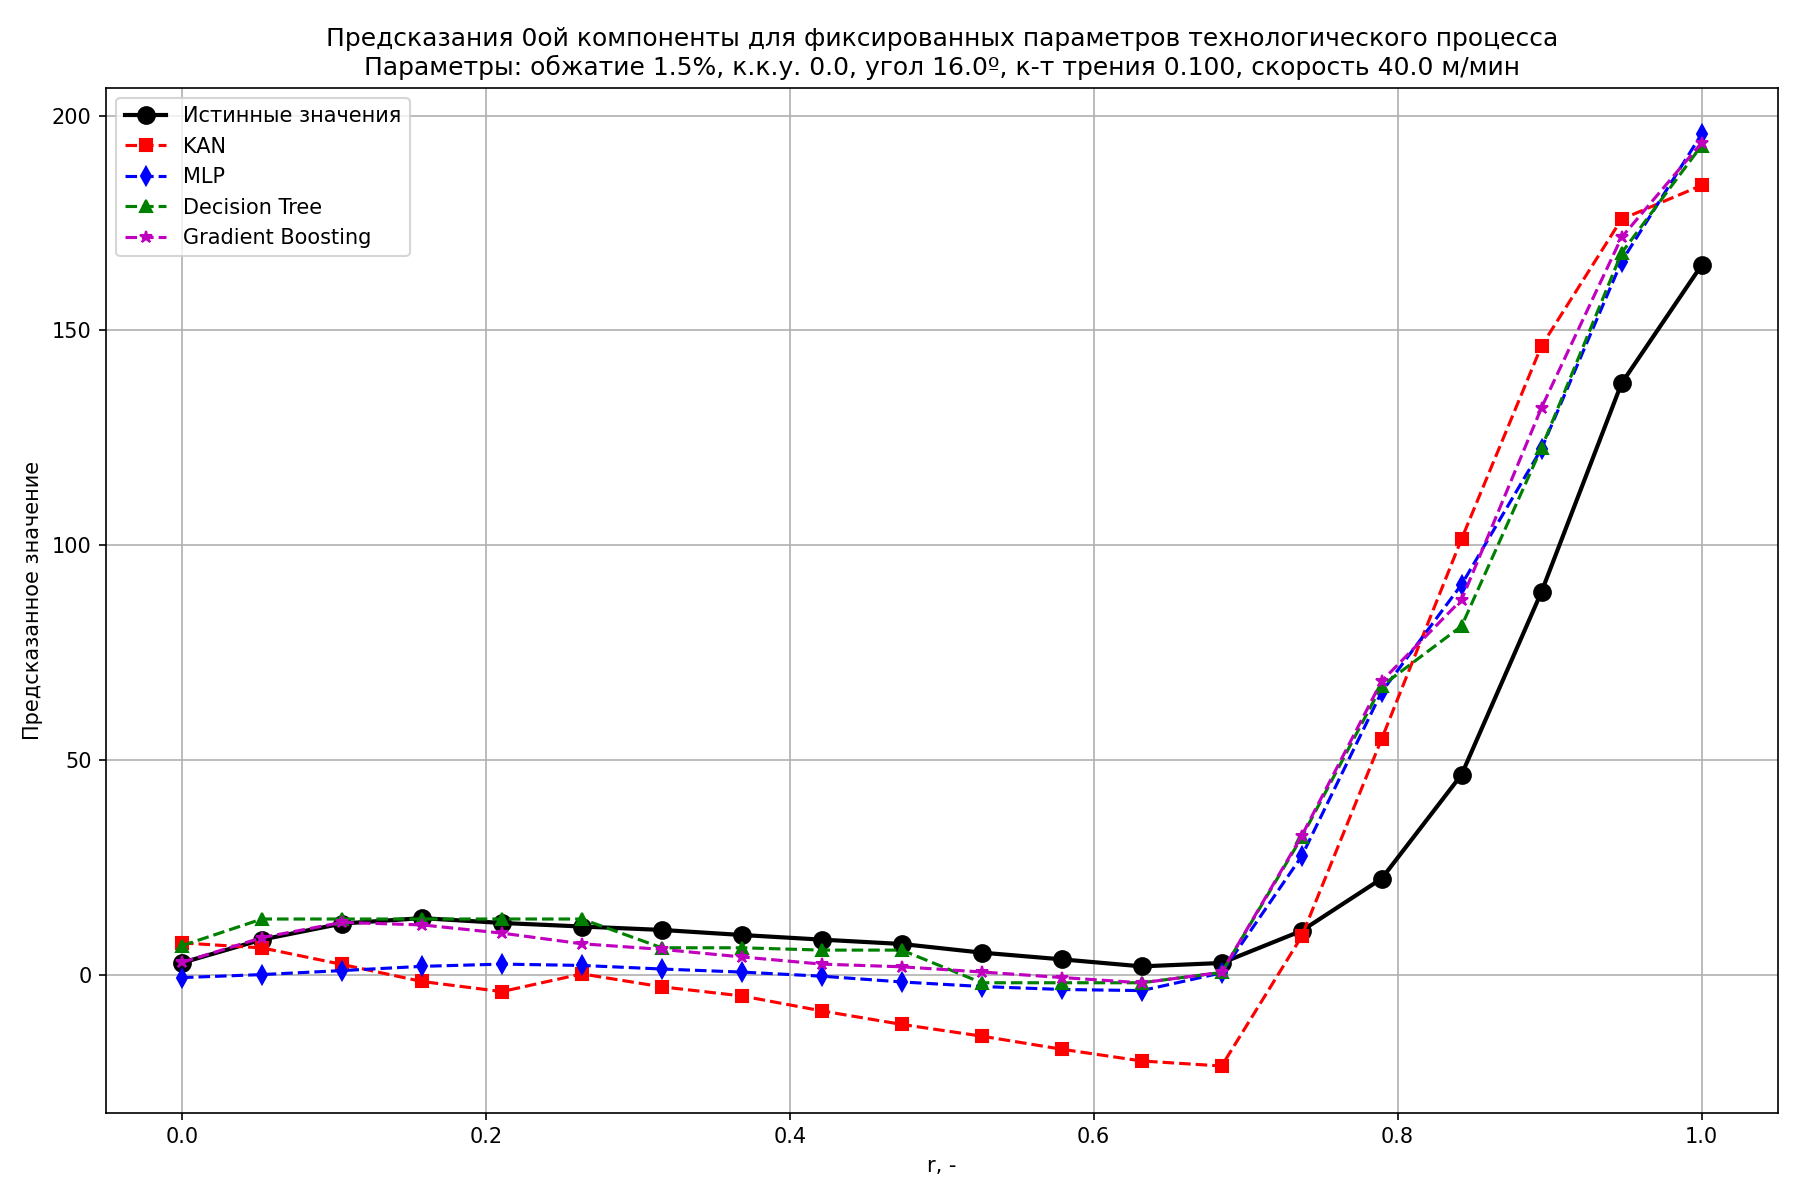 Предсказания 0ой компоненты для фиксированных параметров технологического процесса
Параметры: обжатие 1.5%, к.к.у. 0.0, угол 16.0º, к-т трения 0.100, скорость 40.0 м/мин
Истинные значения
KAN
MLP
Decision Tree
Gradient Boosting
Предсказанное значение
200
150
100
50
0
0.0
0.2
0.4
0.6
0.8
1.0
r, -